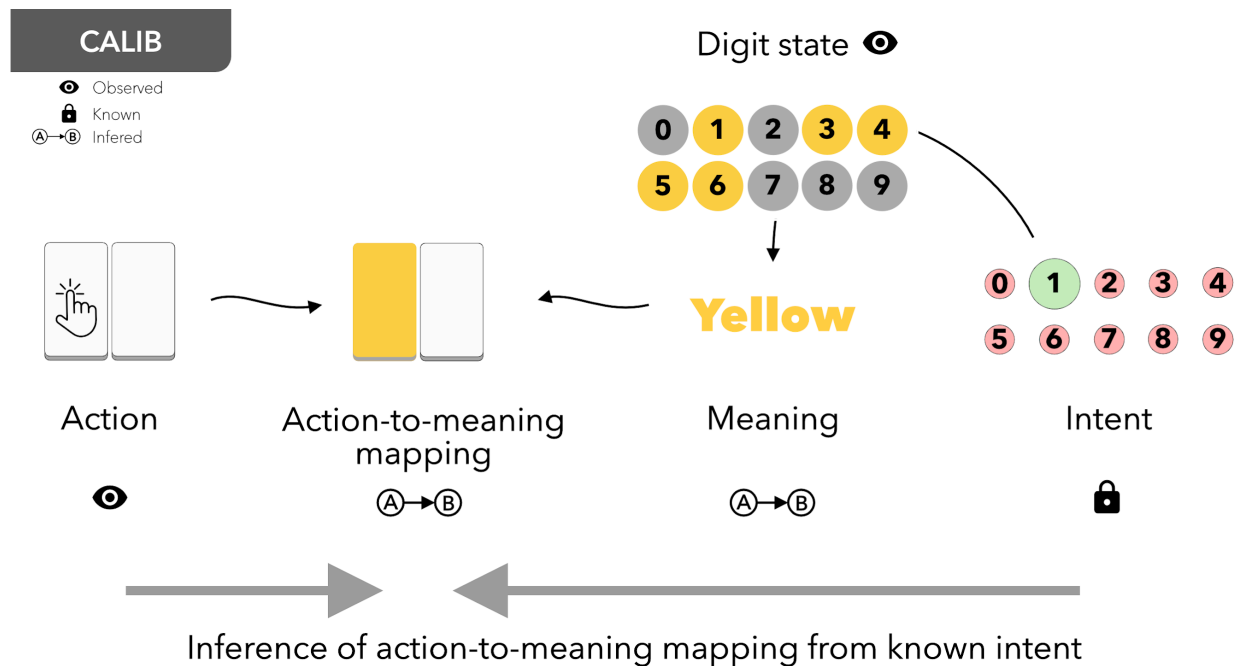 CALIB
Observed
Known
A B Infered
Digit state
0 1 2 3 4
5 6 7 8 9
Yellow
0 1 2 3 4
5 6 7 8 9
Action
Action-to-meaning
mapping
Meaning
Intent
A B
A B
Inference of action-to-meaning mapping from known intent